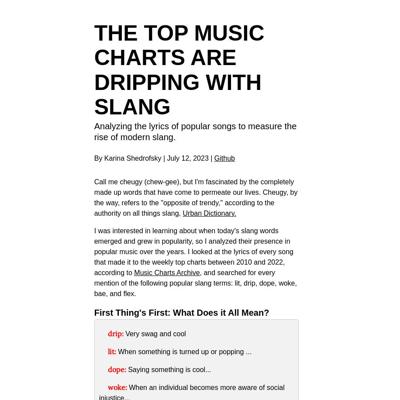 THE TOP MUSIC
CHARTS ARE
DRIPPING WITH
SLANG
Analyzing the lyrics of popular songs to measure the
rise of modern slang.
By Karina Shedrofsky | July 12, 2023 | Github
Call me cheugy (chew-gee), but I'm fascinated by the completely
made up words that have come to permeate our lives. Cheugy, by
the way, refers to the "opposite of trendy," according to the
authority on all things slang, Urban Dictionary.
I was interested in learning about when today's slang words
emerged and grew in popularity, so I analyzed their presence in
popular music over the years. I looked at the lyrics of every song
that made it to the weekly top charts between 2010 and 2022,
according to Music Charts Archive, and searched for every
mention of the following popular slang terms: lit, drip, dope, woke,
bae, and flex.
First Thing's First: What Does it All Mean?
drip: Very swag and cool
lit: When something is turned up or popping ...
dope: Saying something is cool...
woke: When an individual becomes more aware of social
injustice...